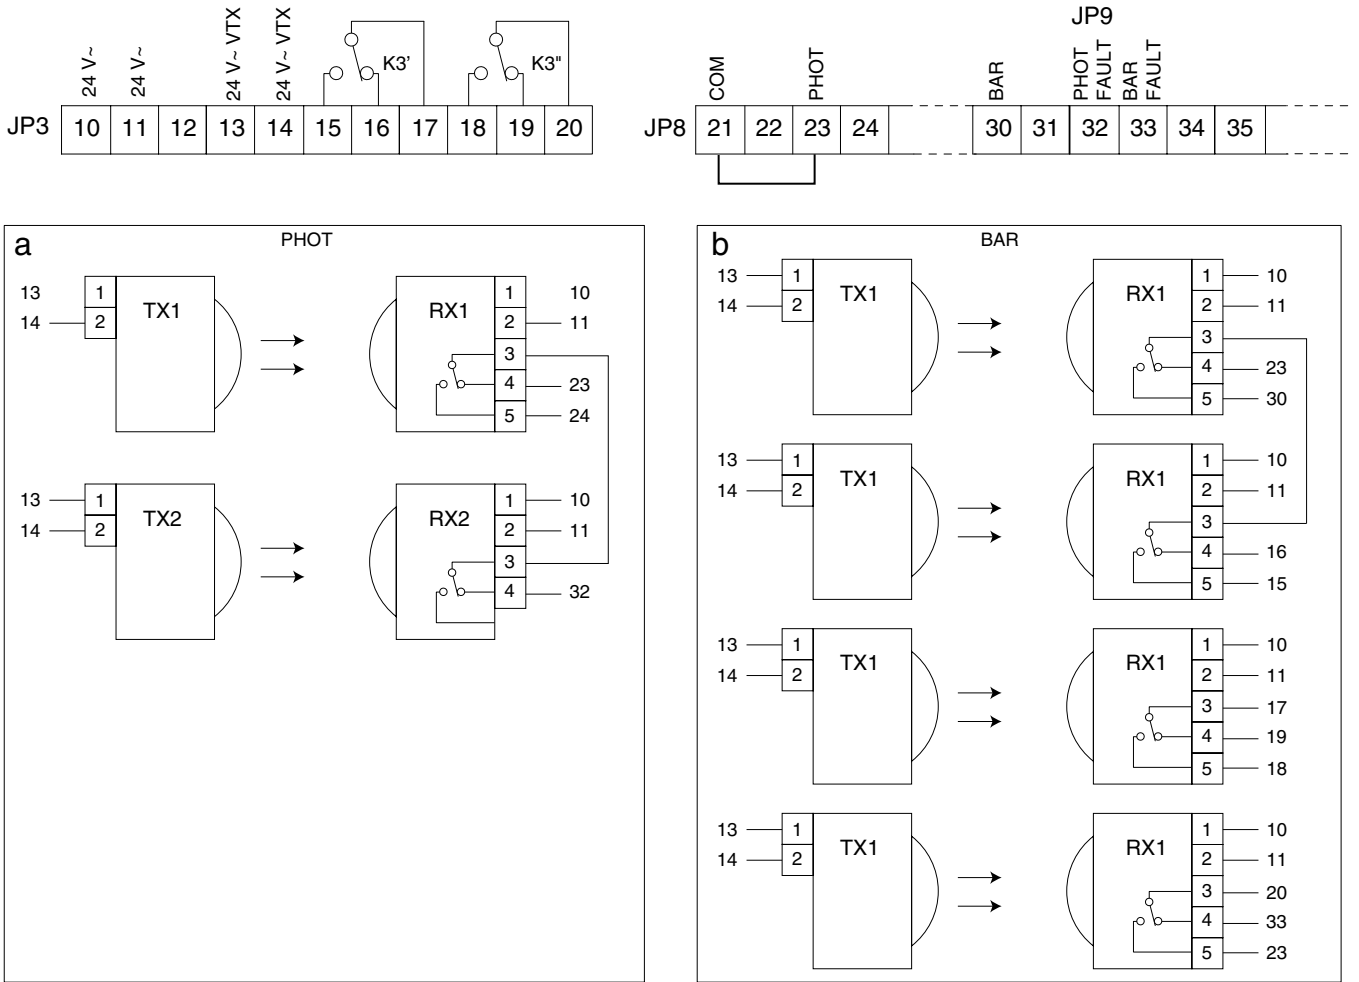 24 V~ 24 V~ 24 V~ VTX 24 V~ VTX K3' K3"
JP3 10 11 12 13 14 15 16 17 18 19 20
JP9
COM PHOT BAR PHOT FAULT BAR FAULT
JP8 21 22 23 24 30 31 32 33 34 35
a PHOT
13 1 TX1 RX1 1 10
14 2 2 11
3
4 23
5 24
13 1 TX2 RX2 1 10
14 2 2 11
3
4 32
b BAR
13 1 TX1 RX1 1 10
14 2 2 11
3
4 23
5 30
13 1 TX1 RX1 1 10
14 2 2 11
3
4 16
5 15
13 1 TX1 RX1 1 10
14 2 2 11
3 17
4 19
5 18
13 1 TX1 RX1 1 10
14 2 2 11
3 20
4 33
5 23